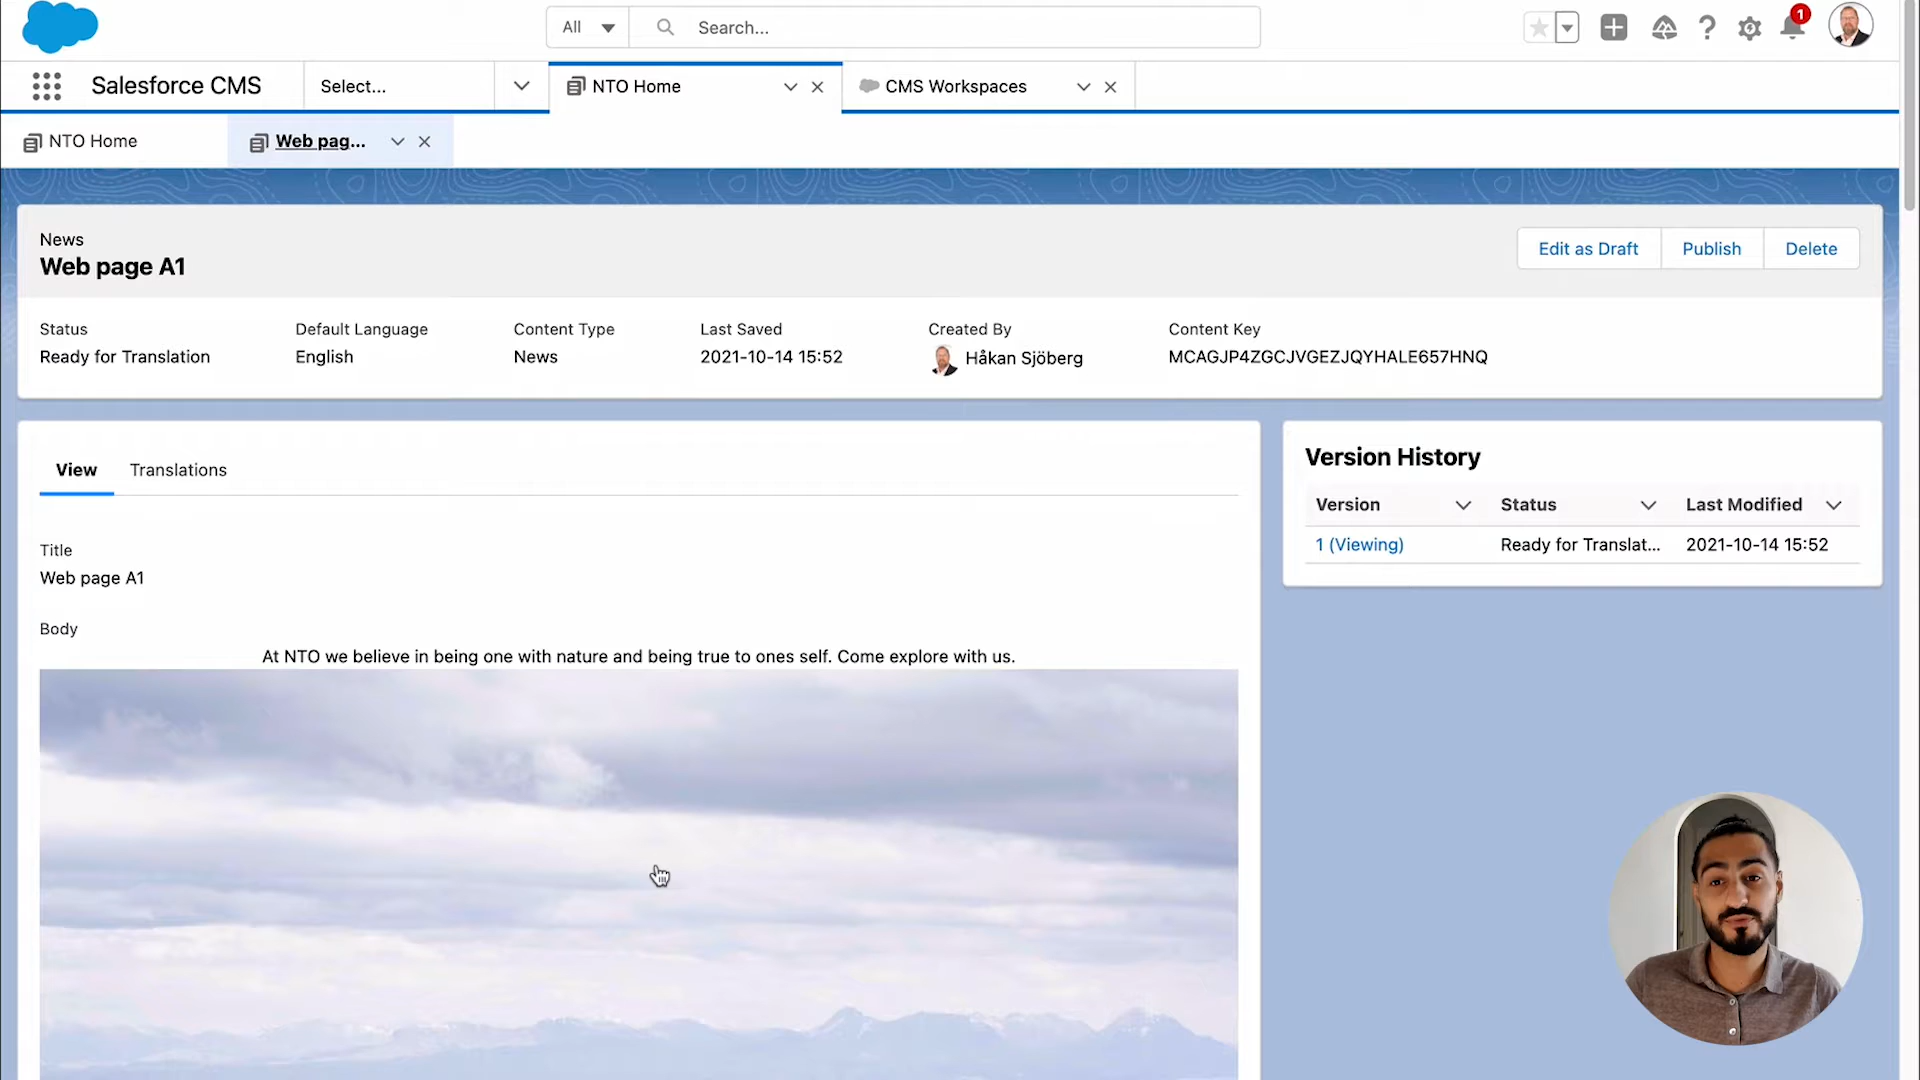 All
Search...
1
Salesforce CMS
Select...
NTO Home
CMS Workspaces
NTO Home
Web pag...
News
Web page A1
Edit as Draft
Publish
Delete
Status
Default Language
Content Type
Last Saved
Created By
Content Key
Ready for Translation
English
News
2021-10-14 15:52
Håkan Sjöberg
MCAGJP4ZGCJVGEZJQYHALE657HNQ
View
Translations
Version History
Version
Status
Last Modified
1 (Viewing)
Ready for Translat...
2021-10-14 15:52
Title
Web page A1
Body
At NTO we believe in being one with nature and being true to ones self. Come explore with us.